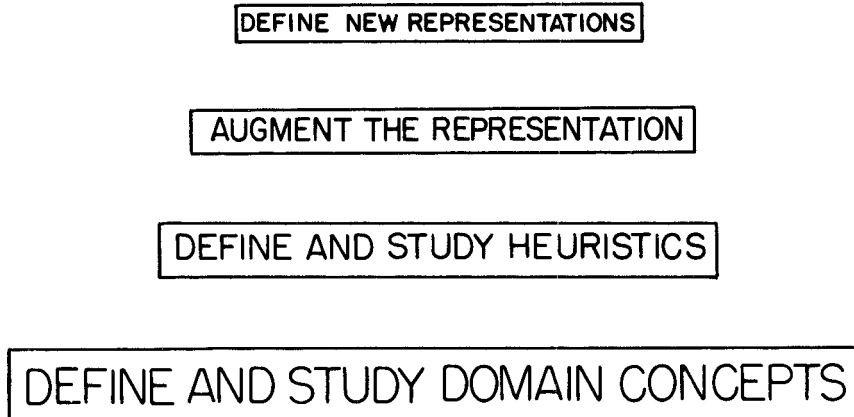 DEFINE NEW REPRESENTATIONS
AUGMENT THE REPRESENTATION
DEFINE AND STUDY HEURISTICS
DEFINE AND STUDY DOMAIN CONCEPTS